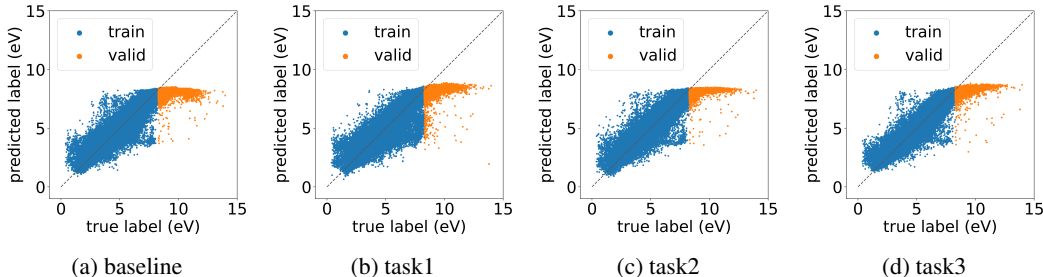 15
10
5
0
predicted label (eV)
train
valid
0 5 10 15
true label (eV)
(a) baseline
15
10
5
0
predicted label (eV)
train
valid
0 5 10 15
true label (eV)
(b) task1
15
10
5
0
predicted label (eV)
train
valid
0 5 10 15
true label (eV)
(c) task2
15
10
5
0
predicted label (eV)
train
valid
0 5 10 15
true label (eV)
(d) task3